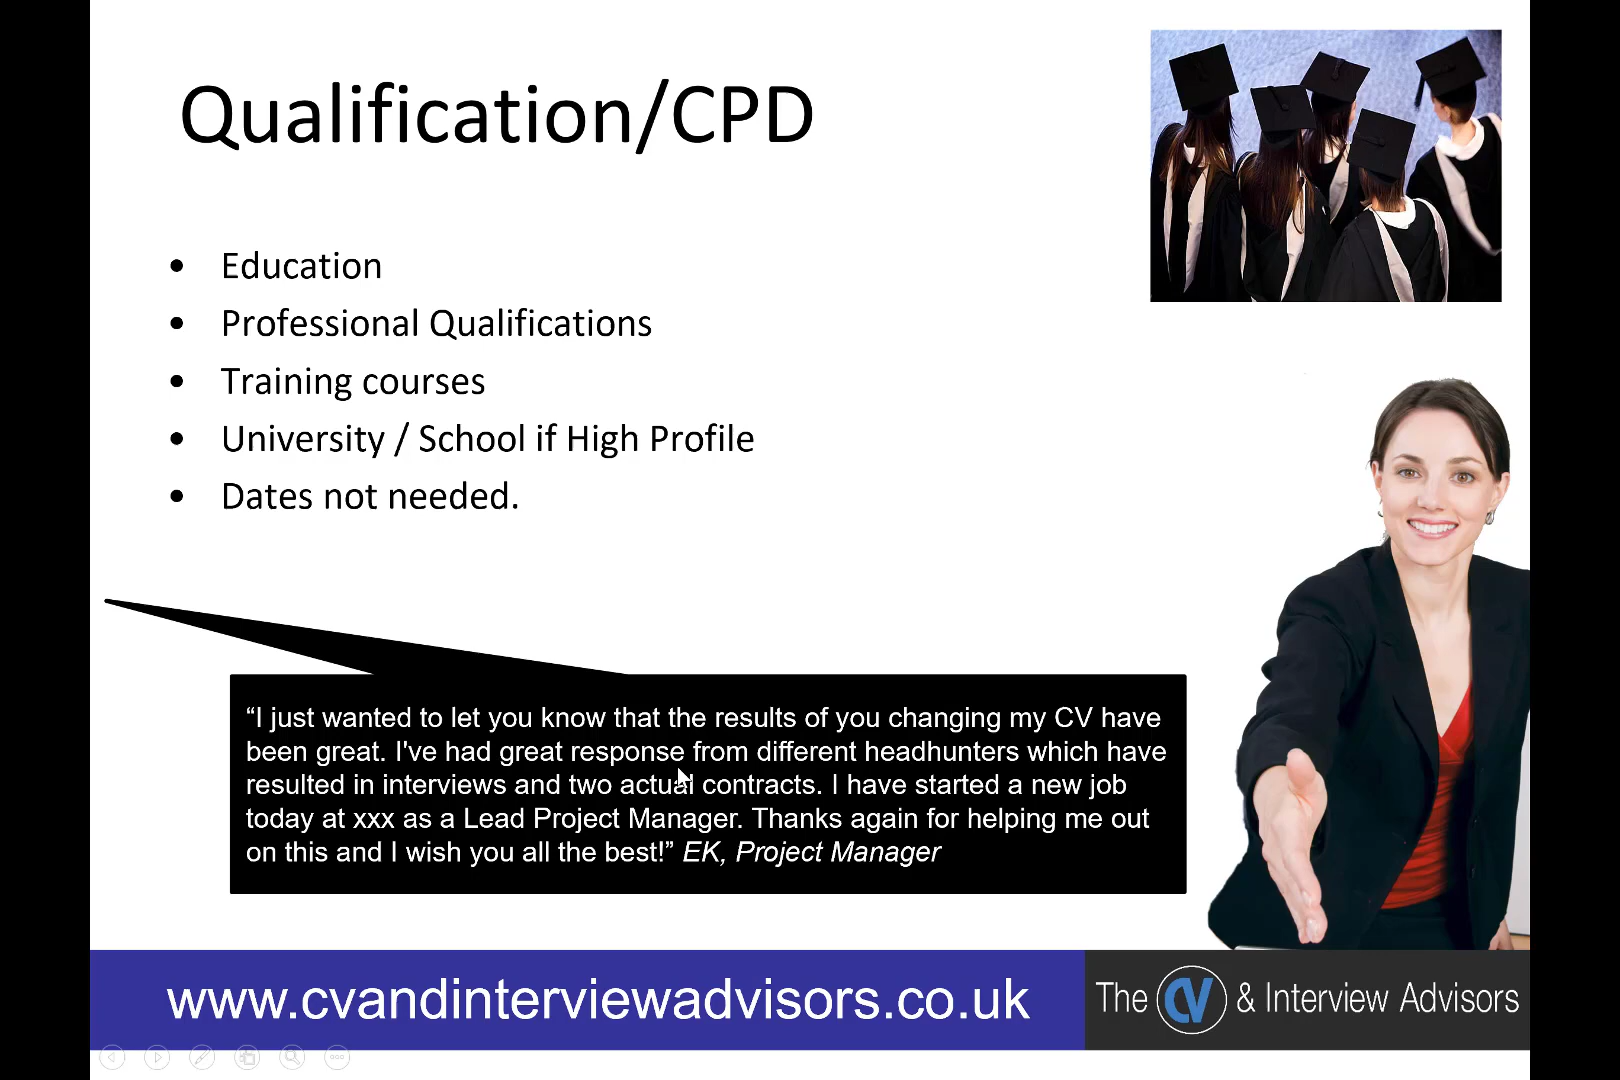 Qualification/CPD
• Education
• Professional Qualifications
• Training courses
• University / School if High Profile
• Dates not needed.
“I just wanted to let you know that the results of you changing my CV have
been great. I've had great response from different headhunters which have
resulted in interviews and two actual contracts. I have started a new job
today at xxx as a Lead Project Manager. Thanks again for helping me out
on this and I wish you all the best!” EK, Project Manager
www.cvandinterviewadvisors.co.uk
The CV & Interview Advisors